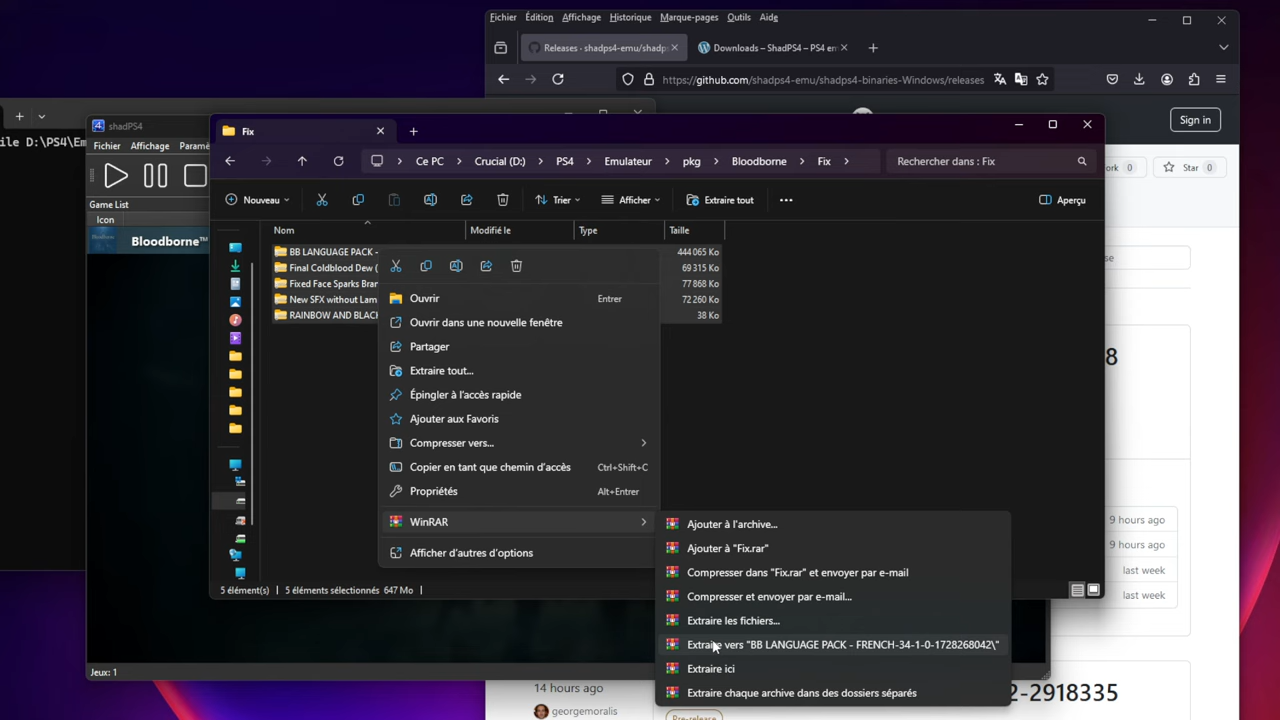 Fichier Édition Affichage Historique Marque-pages Outils Aide
Releases · shadps4-emu/shadp
Downloads – ShadPS4 – PS4 em
https://github.com/shadps4-emu/shadps4-binaries-Windows/releases
Sign in
ile D:\PS4\Em
shadPS4
Fichier Affichage Paramè
Game List
Icon
Bloodborne™
Fix
Ce PC > Crucial (D:) > PS4 > Emulateur > pkg > Bloodborne > Fix >
Rechercher dans : Fix
ork 0
Star 0
Nouveau
Trier
Afficher
Extraire tout
Aperçu
Nom
Modifié le
Type
Taille
BB LANGUAGE PACK -
444 065 Ko
Final Coldblood Dew (
69 315 Ko
Fixed Face Sparks Bran
77 868 Ko
New SFX without Lam
72 260 Ko
RAINBOW AND BLACK
38 Ko
se
Ouvrir
Entrer
Ouvrir dans une nouvelle fenêtre
Partager
Extraire tout...
Épingler à l'accès rapide
Ajouter aux Favoris
Compresser vers...
Copier en tant que chemin d'accès
Ctrl+Shift+C
Propriétés
Alt+Entrer
WinRAR
Afficher d'autres d'options
8
Ajouter à l'archive...
Ajouter à "Fix.rar"
Compresser dans "Fix.rar" et envoyer par e-mail
Compresser et envoyer par e-mail...
Extraire les fichiers...
Extraire vers "BB LANGUAGE PACK - FRENCH-34-1-0-1728268042\"
Extraire ici
Extraire chaque archive dans des dossiers séparés
9 hours ago
9 hours ago
last week
last week
5 élément(s)
5 éléments sélectionnés 647 Mo
Jeux: 1
14 hours ago
georgemoralis
2-2918335
Pre-release